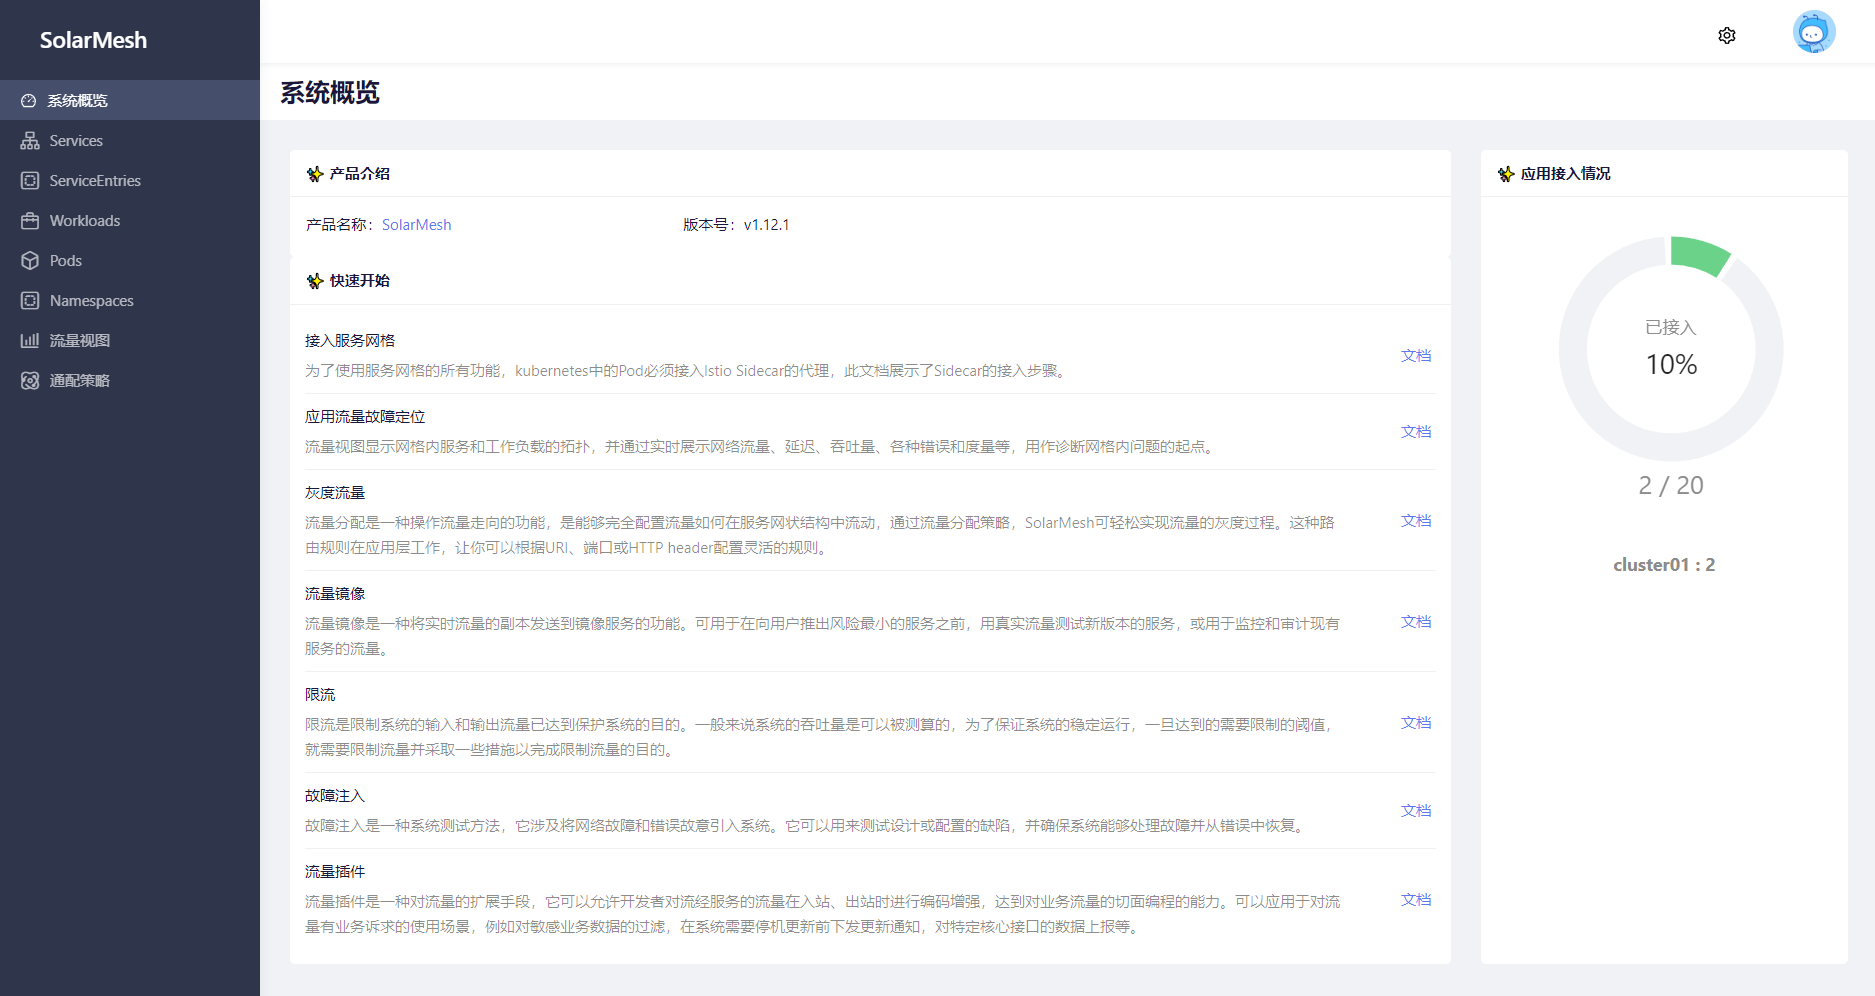 SolarMesh
系统概览
Services
ServiceEntries
Workloads
Pods
Namespaces
流量视图
通配策略
系统概览
产品介绍
产品名称：SolarMesh
版本号：v1.12.1
快速开始
接入服务网格
为了使用服务网格的所有功能，kubernetes中的Pod必须接入Istio Sidecar的代理，此文档展示了Sidecar的接入步骤。
文档
应用流量故障定位
流量视图显示网格内服务和工作负载的拓扑，并通过实时展示网络流量、延迟、吞吐量、各种错误和度量等，用作诊断网格内问题的起点。
文档
灰度流量
流量分配是一种操作流量走向的功能，是能够完全配置流量如何在服务网状结构中流动，通过流量分配策略，SolarMesh可轻松实现流量的灰度过程。这种路
由规则在应用层工作，让你可以根据URI、端口或HTTP header配置灵活的规则。
文档
流量镜像
流量镜像是一种将实时流量的副本发送到镜像服务的功能。可用于在向用户推出风险最小的服务之前，用真实流量测试新版本的服务，或用于监控和审计现有
服务的流量。
文档
限流
限流是限制系统的输入和输出流量已达到保护系统的目的。一般来说系统的吞吐量是可以被测算的，为了保证系统的稳定运行，一旦达到的需要限制的阈值，
就需要限制流量并采取一些措施以完成限制流量的目的。
文档
故障注入
故障注入是一种系统测试方法，它涉及将网络故障和错误故意引入系统。它可以用来测试设计或配置的缺陷，并确保系统能够处理故障并从错误中恢复。
文档
流量插件
流量插件是一种对流量的扩展手段，它可以允许开发者对流经服务的流量在入站、出站时进行编码增强，达到对业务流量的切面编程的能力。可以应用于对流
量有业务诉求的使用场景，例如对敏感业务数据的过滤，在系统需要停机更新前下发更新通知，对特定核心接口的数据上报等。
文档
应用接入情况
已接入
10%
2 / 20
cluster01 : 2